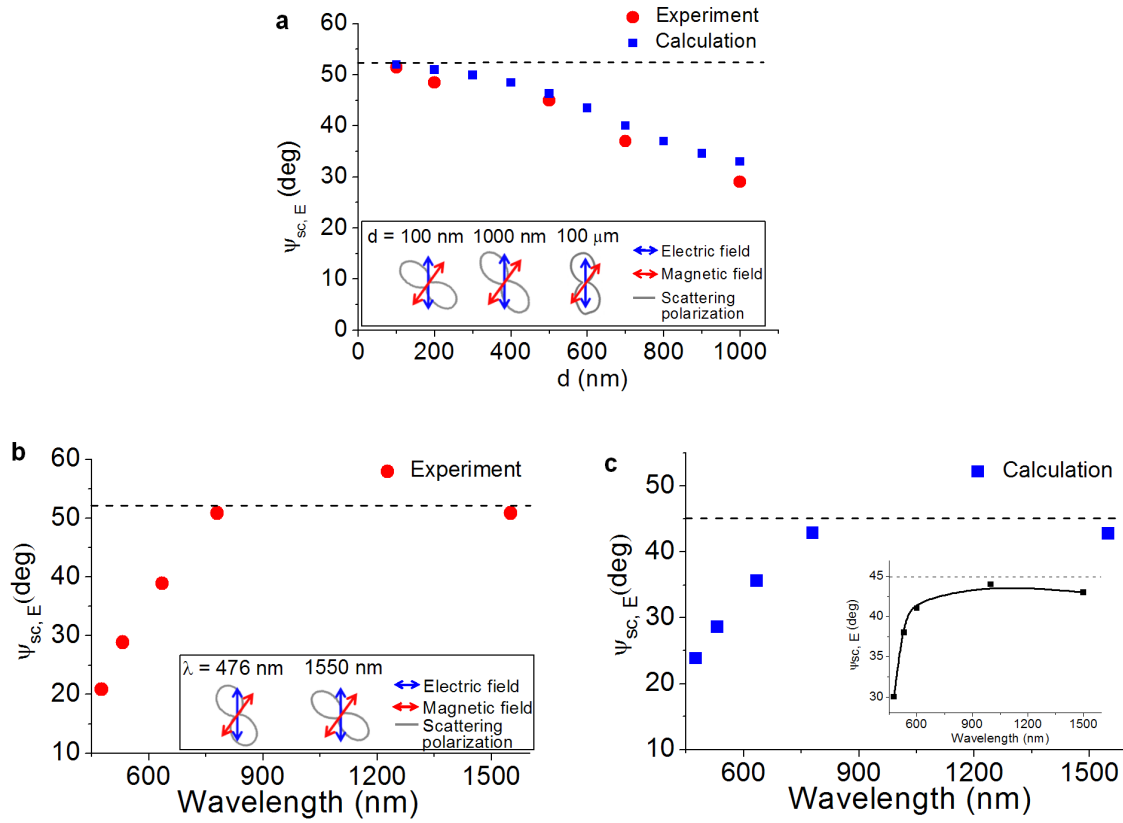 a
Experiment
Calculation
60
50
40
30
20
10
0
Ψsc, E (deg)
d = 100 nm 1000 nm 100 μm
Electric field
Magnetic field
Scattering
polarization
0 200 400 600 800 1000
d (nm)
b
Experiment
60
50
40
30
20
10
Ψsc, E(deg)
λ = 476 nm 1550 nm
Electric field
Magnetic field
Scattering
polarization
600 900 1200 1500
Wavelength (nm)
c
Calculation
50
40
30
20
10
Ψsc, E(deg)
45
40
35
30
Ψsc, E (deg)
600 900 1200 1500
Wavelength (nm)
600 900 1200 1500
Wavelength (nm)